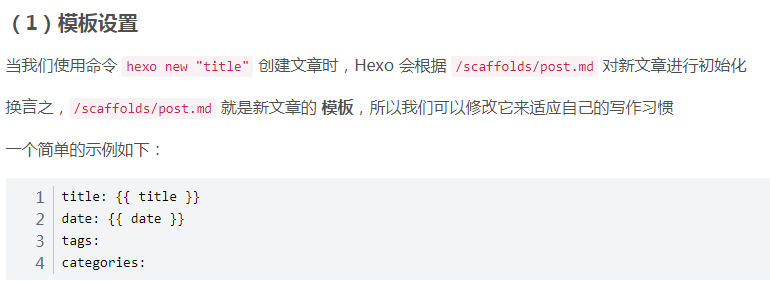 （1）模板设置
当我们使用命令 hexo new "title" 创建文章时，Hexo 会根据 /scaffolds/post.md 对新文章进行初始化
换言之，/scaffolds/post.md 就是新文章的 模板，所以我们可以修改它来适应自己的写作习惯
一个简单的示例如下：
1 title: {{ title }}
2 date: {{ date }}
3 tags:
4 categories: